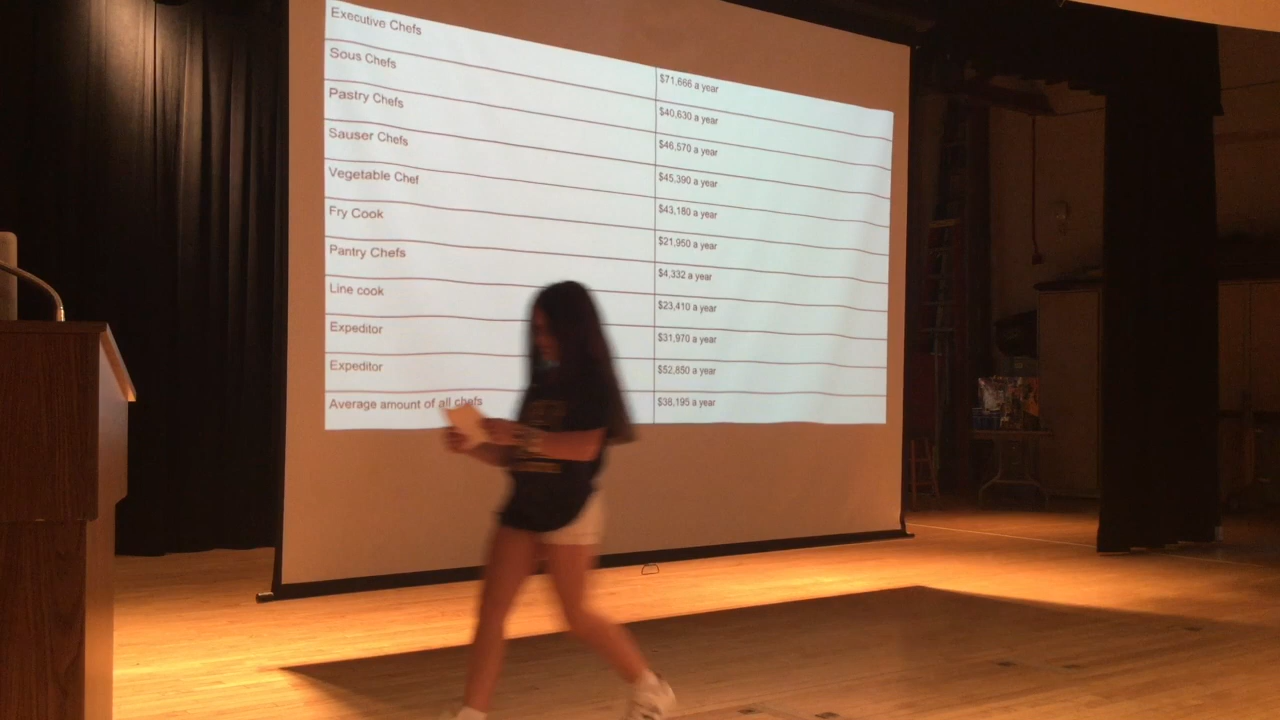 Executive Chefs $71,666 a year
Sous Chefs $40,630 a year
Pastry Chefs $46,570 a year
Sauser Chefs $45,390 a year
Vegetable Chef $43,180 a year
Fry Cook $21,950 a year
Pantry Chefs $4,332 a year
Line cook $23,410 a year
Expeditor $31,970 a year
Expeditor $52,850 a year
Average amount of all chefs $38,195 a year